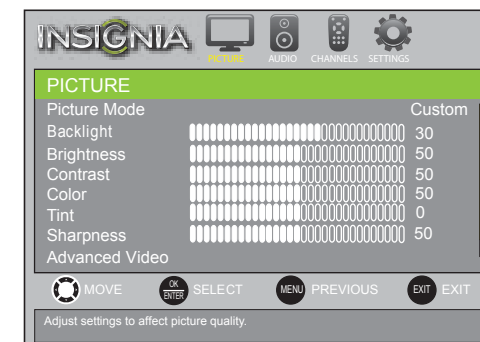 INSIGNIA
PICTURE AUDIO CHANNELS SETTINGS
PICTURE
Picture Mode Custom
Backlight 30
Brightness 50
Contrast 50
Color 50
Tint 0
Sharpness 50
Advanced Video
MOVE OK ENTER SELECT MENU PREVIOUS EXIT EXIT
Adjust settings to affect picture quality.